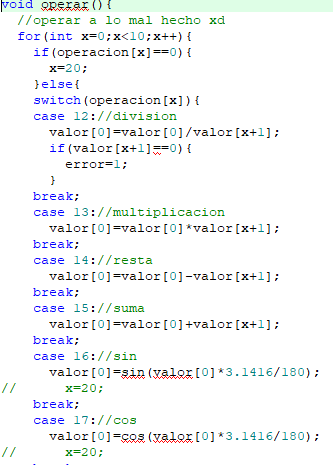 void operar(){
//operar a lo mal hecho xd
for(int x=0;x<10;x++){
if(operacion[x]==0){
x=20;
}else{
switch(operacion[x]){
case 12://division
valor[0]=valor[0]/valor[x+1];
if(valor[x+1]==0){
error=1;
}
break;
case 13://multiplicacion
valor[0]=valor[0]*valor[x+1];
break;
case 14://resta
valor[0]=valor[0]-valor[x+1];
break;
case 15://suma
valor[0]=valor[0]+valor[x+1];
break;
case 16://sin
valor[0]=sin(valor[0]*3.1416/180);
// x=20;
break;
case 17://cos
valor[0]=cos(valor[0]*3.1416/180);
// x=20;